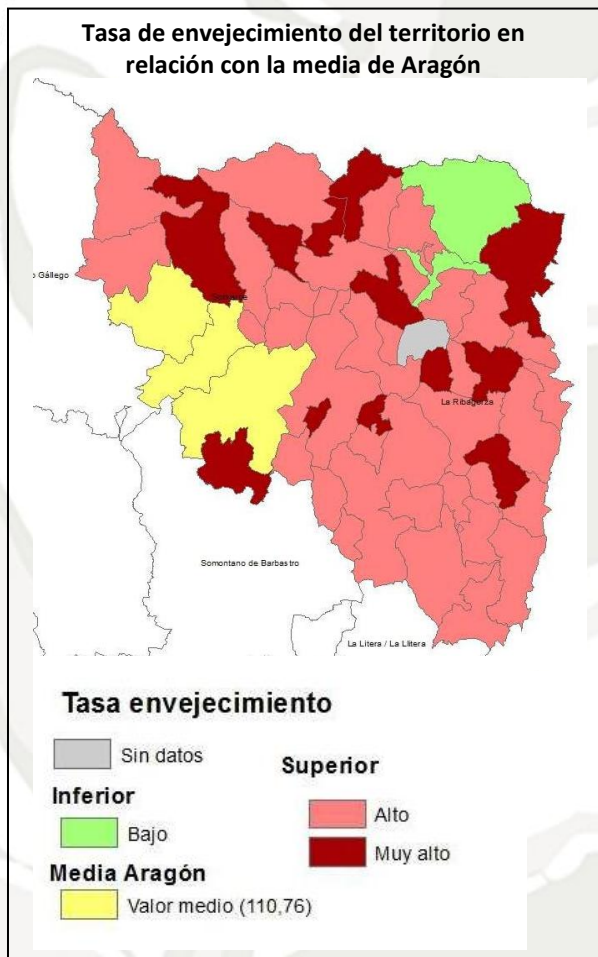 Tasa de envejecimiento del territorio en
relación con la media de Aragón
o Gállego
La Ribagorza
Somontano de Barbastro
La Litera / La Llitera
Tasa envejecimiento
Sin datos
Inferior
Bajo
Media Aragón
Valor medio (110,76)
Superior
Alto
Muy alto